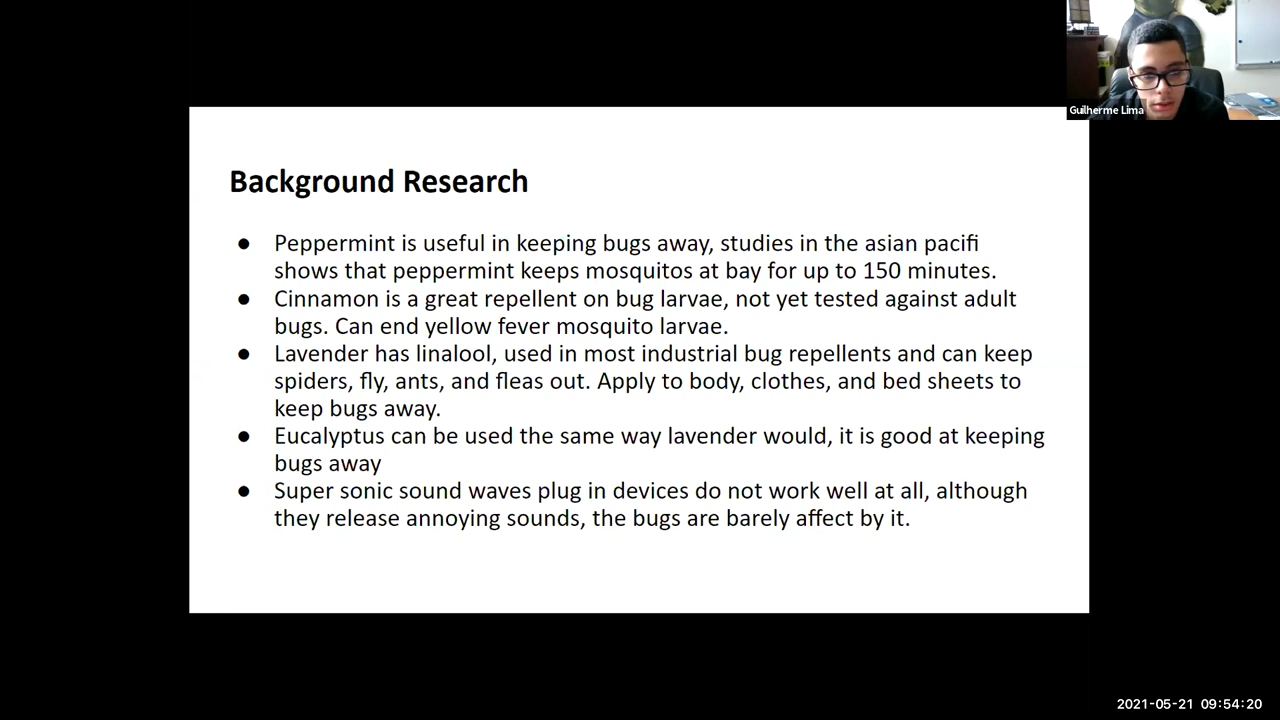 Guilherme Lima
Background Research
● Peppermint is useful in keeping bugs away, studies in the asian pacifi
shows that peppermint keeps mosquitos at bay for up to 150 minutes.
● Cinnamon is a great repellent on bug larvae, not yet tested against adult
bugs. Can end yellow fever mosquito larvae.
● Lavender has linalool, used in most industrial bug repellents and can keep
spiders, fly, ants, and fleas out. Apply to body, clothes, and bed sheets to
keep bugs away.
● Eucalyptus can be used the same way lavender would, it is good at keeping
bugs away
● Super sonic sound waves plug in devices do not work well at all, although
they release annoying sounds, the bugs are barely affect by it.
2021-05-21 09:54:20